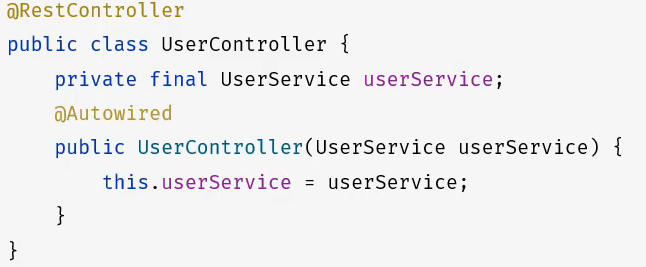 @RestController
public class UserController {
    private final UserService userService;
    @Autowired
    public UserController(UserService userService) {
        this.userService = userService;
    }
}